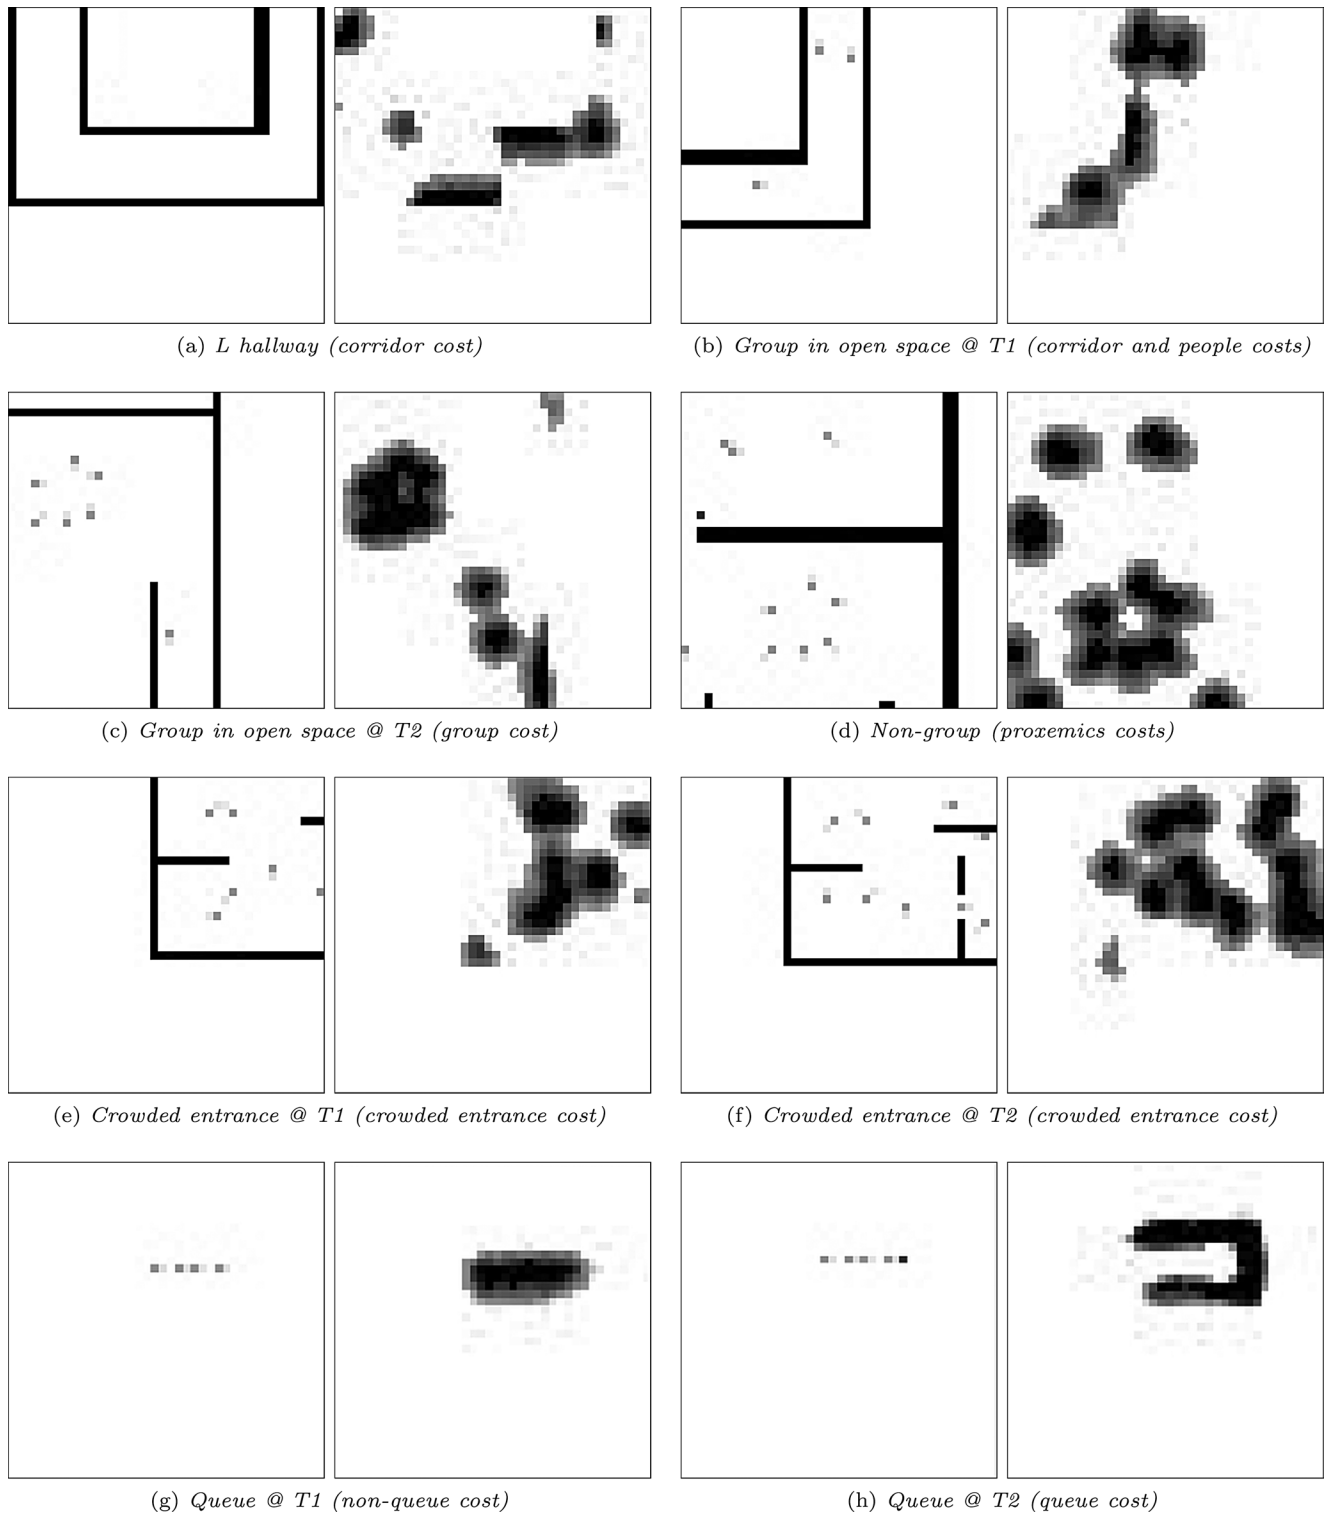 (a) L hallway (corridor cost)
(b) Group in open space @ T1 (corridor and people costs)
(c) Group in open space @ T2 (group cost)
(d) Non-group (proxemics costs)
(e) Crowded entrance @ T1 (crowded entrance cost)
(f) Crowded entrance @ T2 (crowded entrance cost)
(g) Queue @ T1 (non-queue cost)
(h) Queue @ T2 (queue cost)